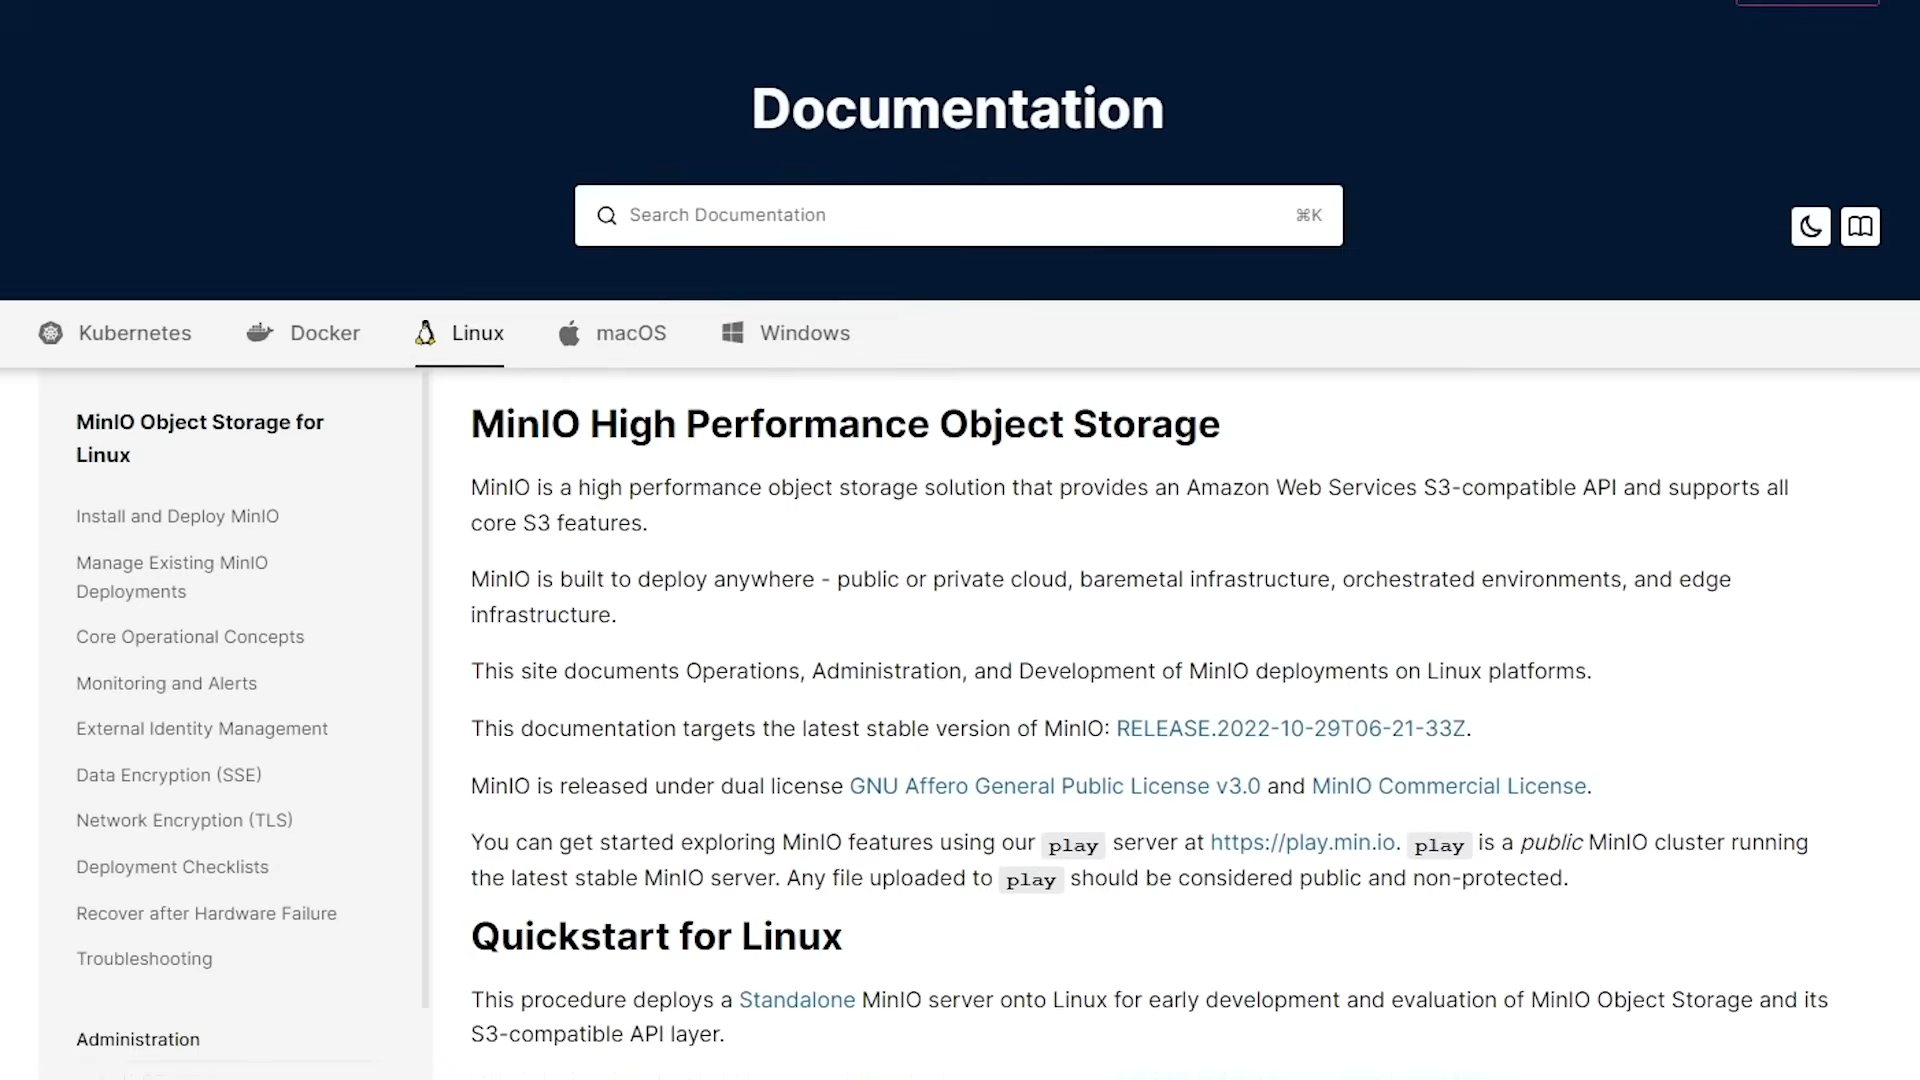 Documentation
Search Documentation
⌘K
Kubernetes
Docker
Linux
macOS
Windows
MinIO Object Storage for
Linux
Install and Deploy MinIO
Manage Existing MinIO
Deployments
Core Operational Concepts
Monitoring and Alerts
External Identity Management
Data Encryption (SSE)
Network Encryption (TLS)
Deployment Checklists
Recover after Hardware Failure
Troubleshooting
Administration
MinIO High Performance Object Storage
MinIO is a high performance object storage solution that provides an Amazon Web Services S3-compatible API and supports all
core S3 features.
MinIO is built to deploy anywhere - public or private cloud, baremetal infrastructure, orchestrated environments, and edge
infrastructure.
This site documents Operations, Administration, and Development of MinIO deployments on Linux platforms.
This documentation targets the latest stable version of MinIO: RELEASE.2022-10-29T06-21-33Z.
MinIO is released under dual license GNU Affero General Public License v3.0 and MinIO Commercial License.
You can get started exploring MinIO features using our play server at https://play.min.io. play is a public MinIO cluster running
the latest stable MinIO server. Any file uploaded to play should be considered public and non-protected.
Quickstart for Linux
This procedure deploys a Standalone MinIO server onto Linux for early development and evaluation of MinIO Object Storage and its
S3-compatible API layer.